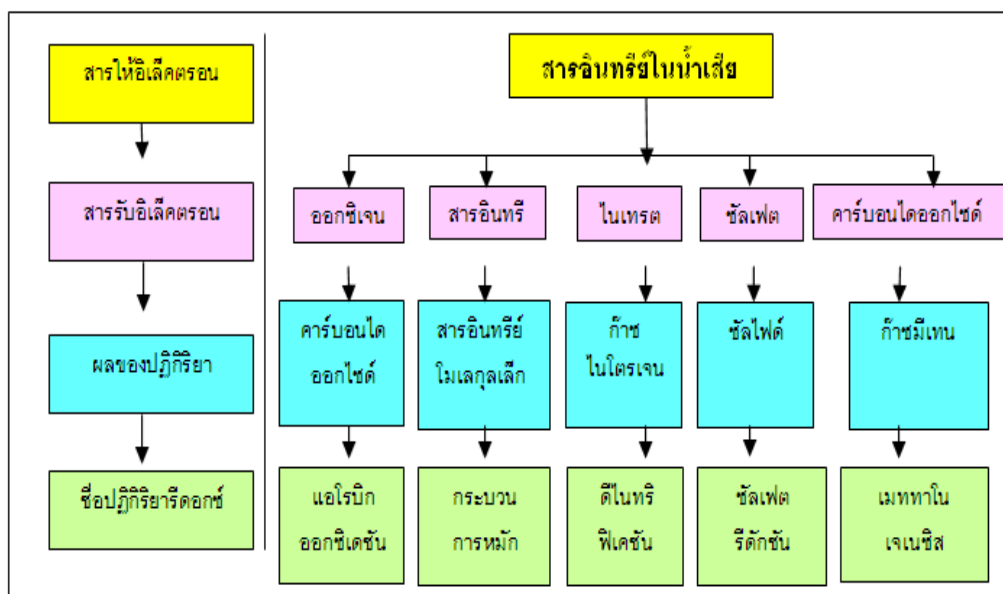 สารให้อิเล็คตรอน
สารอินทรีย์ในน้ำเสีย
สารรับอิเล็คตรอน
ออกซิเจน
สารอินทรี
ไนเทรต
ซัลเฟต
คาร์บอนไดออกไซด์
ผลของปฏิกิริยา
คาร์บอนได
ออกไซด์
สารอินทรีย์
โมเลกุลเล็ก
ก๊าซ
ไนโตรเจน
ซัลไฟด์
ก๊าซมีเทน
ชื่อปฏิกิริยารีดอกซ์
แอโรบิก
ออกซิเดชัน
กระบวน
การหมัก
ดีไนทริ
ฟิเคชัน
ซัลเฟต
รีดักชัน
เมททาโน
เจเนซิส